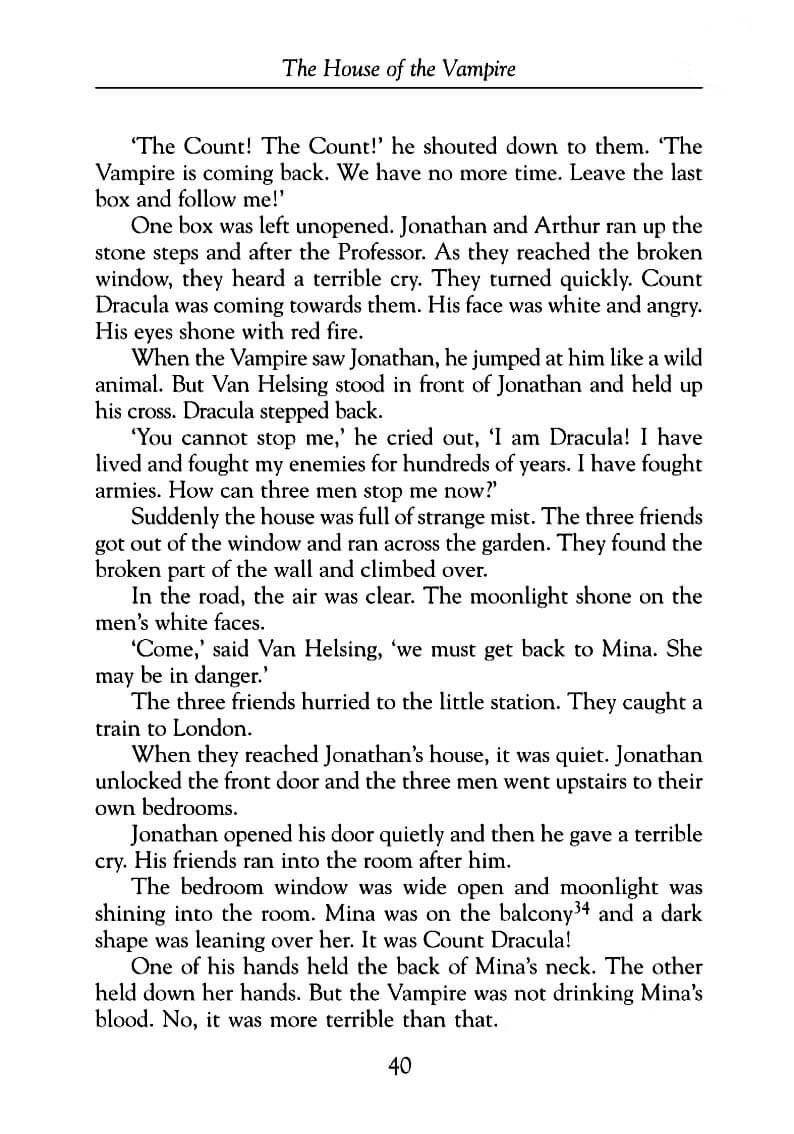 The House of the Vampire
‘The Count! The Count!’ he shouted down to them. ‘The
Vampire is coming back. We have no more time. Leave the last
box and follow me!’
One box was left unopened. Jonathan and Arthur ran up the
stone steps and after the Professor. As they reached the broken
window, they heard a terrible cry. They turned quickly. Count
Dracula was coming towards them. His face was white and angry.
His eyes shone with red fire.
When the Vampire saw Jonathan, he jumped at him like a wild
animal. But Van Helsing stood in front of Jonathan and held up
his cross. Dracula stepped back.
‘You cannot stop me,’ he cried out, ‘I am Dracula! I have
lived and fought my enemies for hundreds of years. I have fought
armies. How can three men stop me now?’
Suddenly the house was full of strange mist. The three friends
got out of the window and ran across the garden. They found the
broken part of the wall and climbed over.
In the road, the air was clear. The moonlight shone on the
men’s white faces.
‘Come,’ said Van Helsing, ‘we must get back to Mina. She
may be in danger.’
The three friends hurried to the little station. They caught a
train to London.
When they reached Jonathan’s house, it was quiet. Jonathan
unlocked the front door and the three men went upstairs to their
own bedrooms.
Jonathan opened his door quietly and then he gave a terrible
cry. His friends ran into the room after him.
The bedroom window was wide open and moonlight was
shining into the room. Mina was on the balcony³⁴ and a dark
shape was leaning over her. It was Count Dracula!
One of his hands held the back of Mina’s neck. The other
held down her hands. But the Vampire was not drinking Mina’s
blood. No, it was more terrible than that.
40